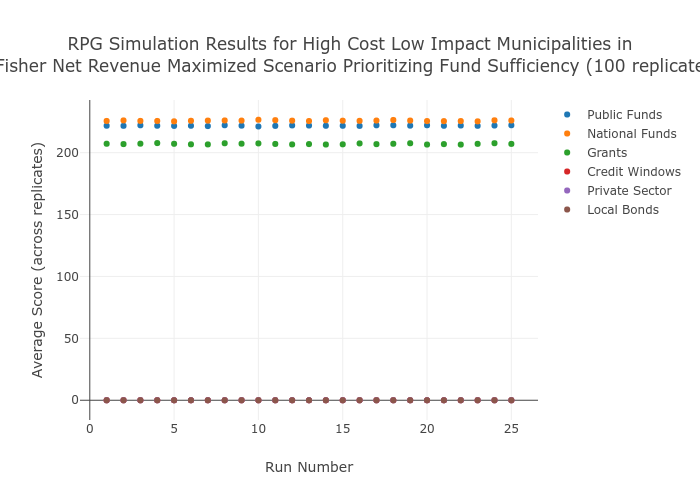 RPG Simulation Results for High Cost Low Impact Municipalities in
Fisher Net Revenue Maximized Scenario Prioritizing Fund Sufficiency (100 replicate
Public Funds
National Funds
Grants
Credit Windows
Private Sector
Local Bonds
Average Score (across replicates)
200
150
100
50
0
0 5 10 15 20 25
Run Number